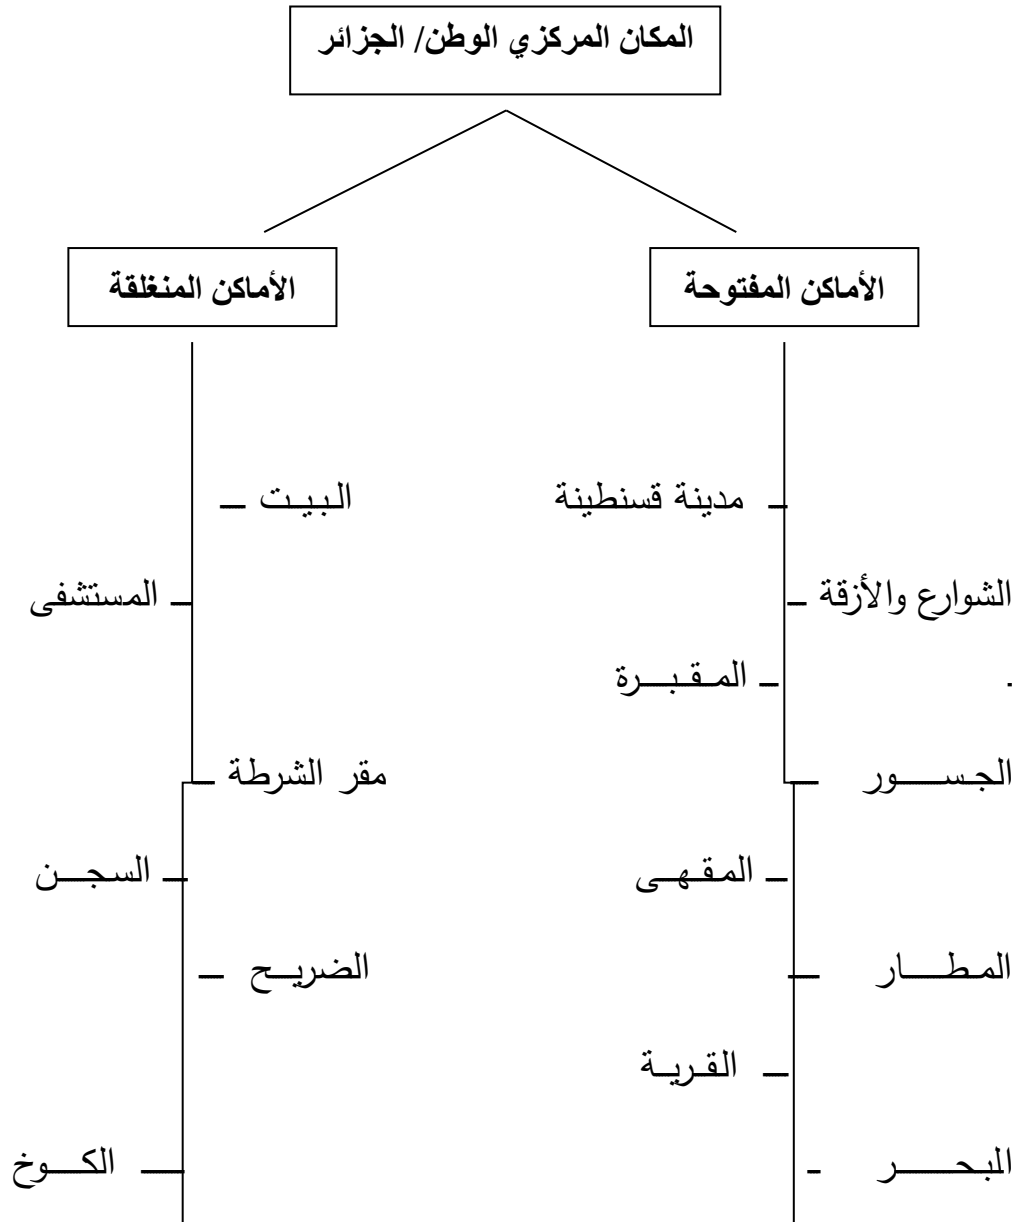 المكان المركزي الوطن/ الجزائر
الأماكن المفتوحة
الأماكن المنغلقة
مدينة قسنطينة
البيت
الشوارع والأزقة
المستشفى
المقبرة
الجسور
مقر الشرطة
المقهى
السجن
المطار
الضريح
القرية
البحر
الكوخ